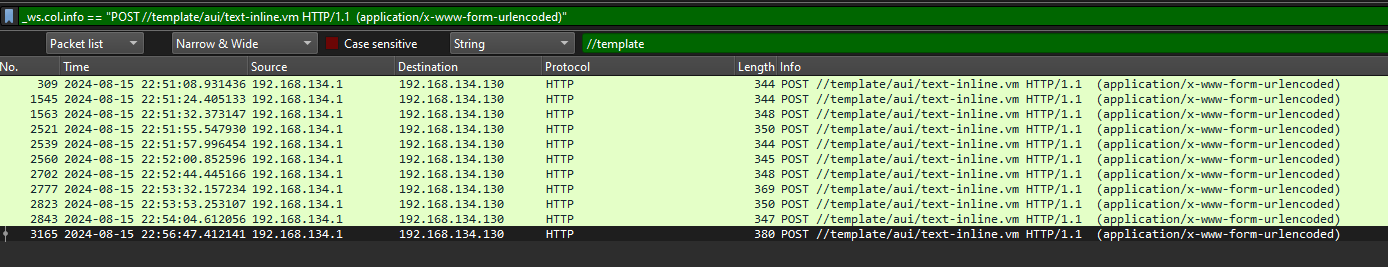 _ws.col.info == "POST //template/aui/text-inline.vm HTTP/1.1  (application/x-www-form-urlencoded)"
Packet list Narrow & Wide Case sensitive String //template
No. Time Source Destination Protocol Length Info
309 2024-08-15 22:51:08.931436 192.168.134.1 192.168.134.130 HTTP 344 POST //template/aui/text-inline.vm HTTP/1.1  (application/x-www-form-urlencoded)
1545 2024-08-15 22:51:24.405133 192.168.134.1 192.168.134.130 HTTP 344 POST //template/aui/text-inline.vm HTTP/1.1  (application/x-www-form-urlencoded)
1563 2024-08-15 22:51:32.373147 192.168.134.1 192.168.134.130 HTTP 348 POST //template/aui/text-inline.vm HTTP/1.1  (application/x-www-form-urlencoded)
2521 2024-08-15 22:51:55.547930 192.168.134.1 192.168.134.130 HTTP 350 POST //template/aui/text-inline.vm HTTP/1.1  (application/x-www-form-urlencoded)
2539 2024-08-15 22:51:57.996454 192.168.134.1 192.168.134.130 HTTP 344 POST //template/aui/text-inline.vm HTTP/1.1  (application/x-www-form-urlencoded)
2560 2024-08-15 22:52:00.852596 192.168.134.1 192.168.134.130 HTTP 345 POST //template/aui/text-inline.vm HTTP/1.1  (application/x-www-form-urlencoded)
2702 2024-08-15 22:52:44.445166 192.168.134.1 192.168.134.130 HTTP 348 POST //template/aui/text-inline.vm HTTP/1.1  (application/x-www-form-urlencoded)
2777 2024-08-15 22:53:32.157234 192.168.134.1 192.168.134.130 HTTP 369 POST //template/aui/text-inline.vm HTTP/1.1  (application/x-www-form-urlencoded)
2823 2024-08-15 22:53:53.253107 192.168.134.1 192.168.134.130 HTTP 350 POST //template/aui/text-inline.vm HTTP/1.1  (application/x-www-form-urlencoded)
2843 2024-08-15 22:54:04.612056 192.168.134.1 192.168.134.130 HTTP 347 POST //template/aui/text-inline.vm HTTP/1.1  (application/x-www-form-urlencoded)
3165 2024-08-15 22:56:47.412141 192.168.134.1 192.168.134.130 HTTP 380 POST //template/aui/text-inline.vm HTTP/1.1  (application/x-www-form-urlencoded)